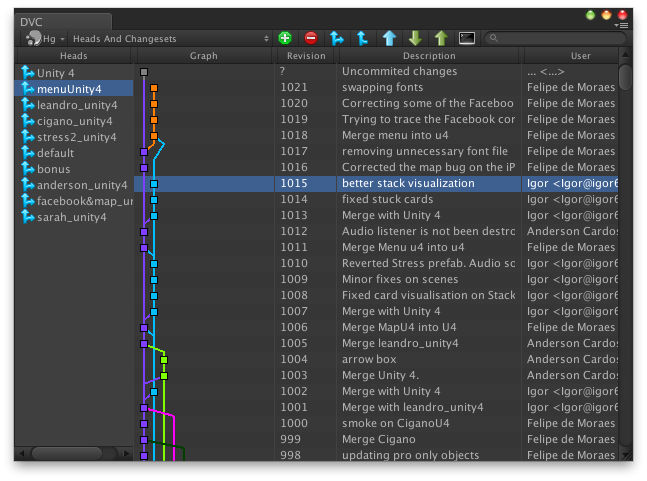 DVC
Hg Heads And Changesets
Heads Graph Revision Description User
Unity 4 ? Uncommited changes ... <...>
menuUnity4 1021 swapping fonts Felipe de Moraes
leandro_unity4 1020 Correcting some of the Faceboo Felipe de Moraes
cigano_unity4 1019 Trying to trace the Facebook cor Felipe de Moraes
stress2_unity4 1018 Merge menu into u4 Felipe de Moraes
default 1017 removing unnecessary font file Felipe de Moraes
bonus 1016 Corrected the map bug on the iP Felipe de Moraes
anderson_unity4 1015 better stack visualization Igor <Igor@igor6
facebook&map_un 1014 fixed stuck cards Igor <Igor@igor6
sarah_unity4 1013 Merge with Unity 4 Igor <Igor@igor6
1012 Audio listener is not been destro Anderson Cardos
1011 Merge Menu u4 into u4 Felipe de Moraes
1010 Reverted Stress prefab. Audio sc Igor <Igor@igor6
1009 Minor fixes on scenes Igor <Igor@igor6
1008 Fixed card visualisation on Stack Igor <Igor@igor6
1007 Merge with Unity 4 Igor <Igor@igor6
1006 Merge MapU4 into U4 Felipe de Moraes
1005 Merge leandro_unity4 Anderson Cardos
1004 arrow box Anderson Cardos
1003 Merge Unity 4. Anderson Cardos
1002 Merge with Unity 4 Igor <Igor@igor6
1001 Merge with leandro_unity4 Igor <Igor@igor6
1000 smoke on CiganoU4 Felipe de Moraes
999 Merge Cigano Felipe de Moraes
998 updating pro only objects Felipe de Moraes